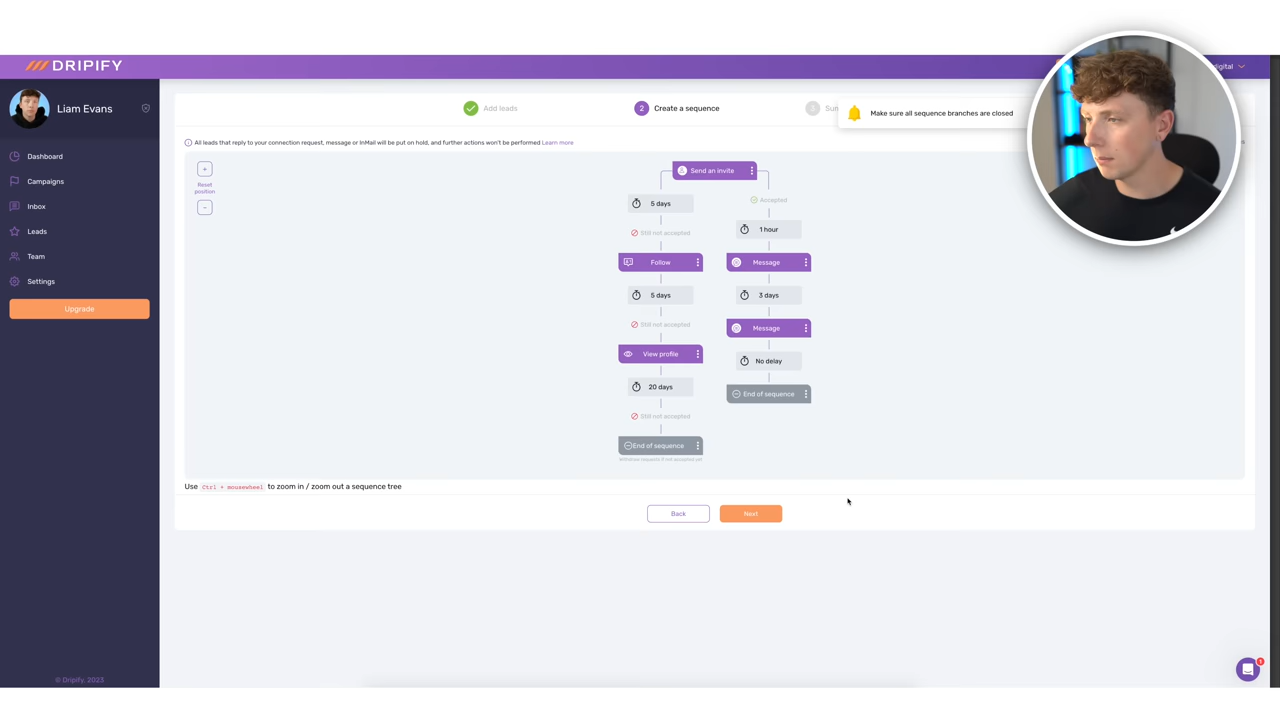 DRIPIFY
digital
Liam Evans
Dashboard
Campaigns
Inbox
Leads
Team
Settings
Upgrade
© Dripify, 2023
Add leads
2 Create a sequence
3 Sum
Make sure all sequence branches are closed
All leads that reply to your connection request, message or InMail will be put on hold, and further actions won't be performed Learn more
+
Reset
position
-
Send an invite
5 days
Still not accepted
Follow
5 days
Still not accepted
View profile
20 days
Still not accepted
End of sequence
Accepted
1 hour
Message
3 days
Message
No delay
End of sequence
Use Ctrl + mousewheel to zoom in / zoom out a sequence tree
Back
Next
1